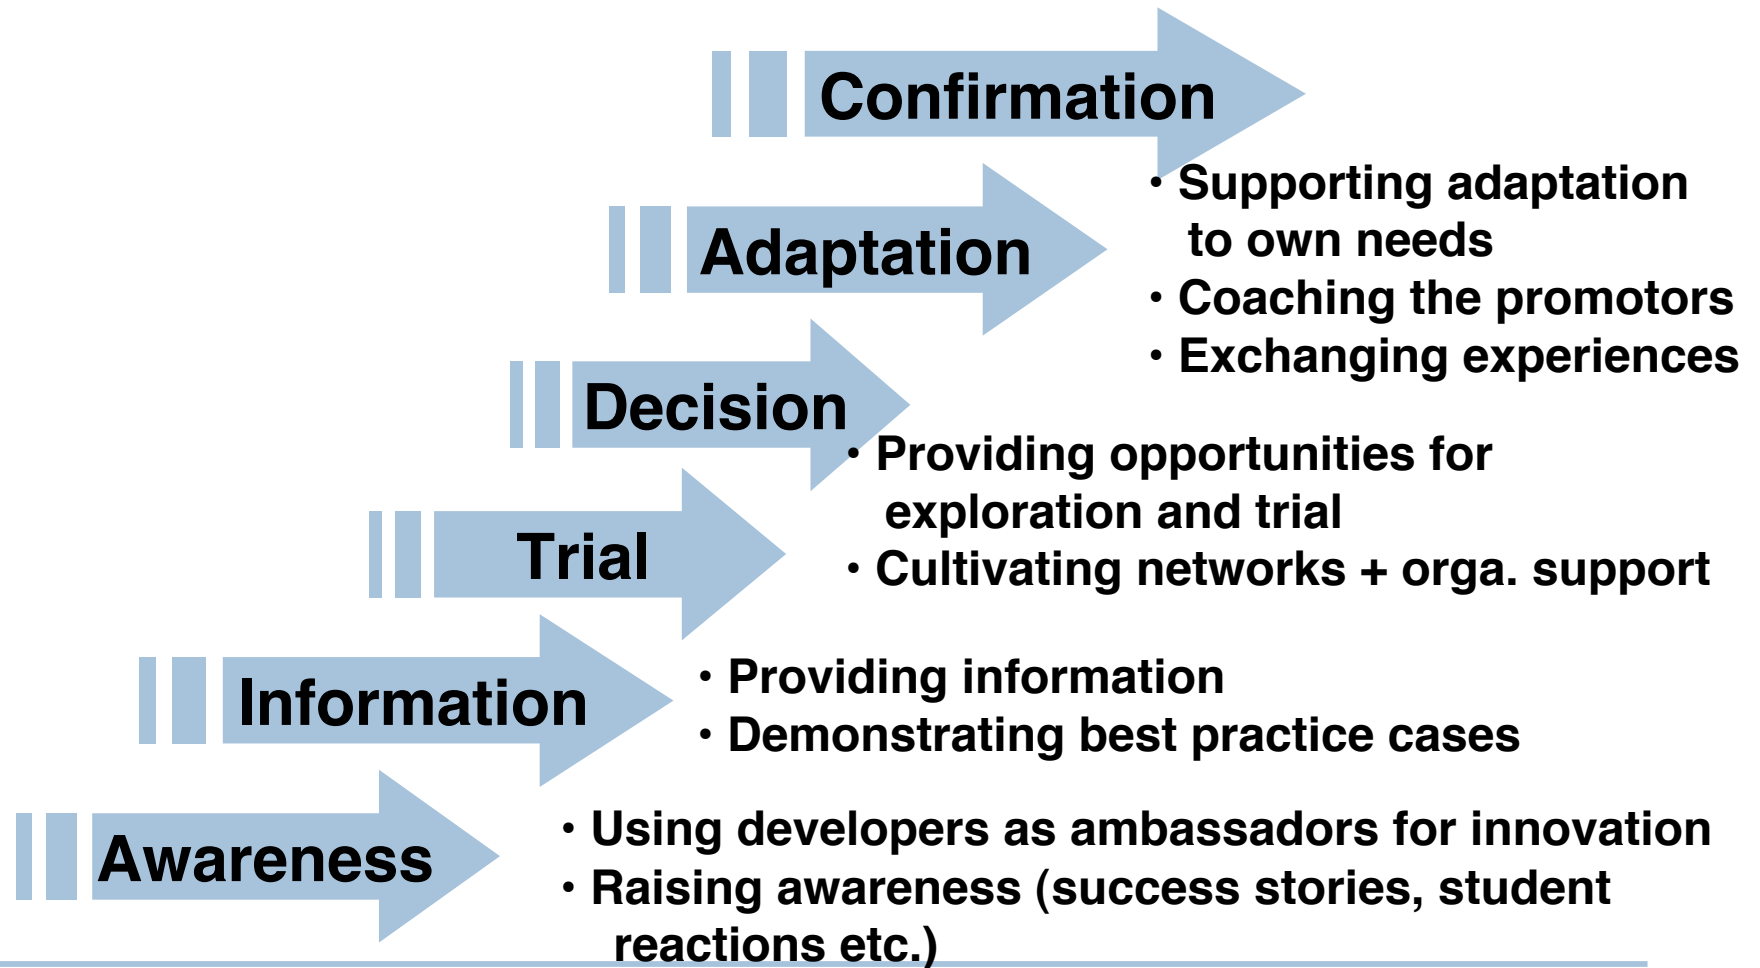 Confirmation
• Supporting adaptation
to own needs
• Coaching the promotors
• Exchanging experiences
Adaptation
Decision
• Providing opportunities for
exploration and trial
• Cultivating networks + orga. support
Trial
Information
• Providing information
• Demonstrating best practice cases
Awareness
• Using developers as ambassadors for innovation
• Raising awareness (success stories, student
reactions etc.)